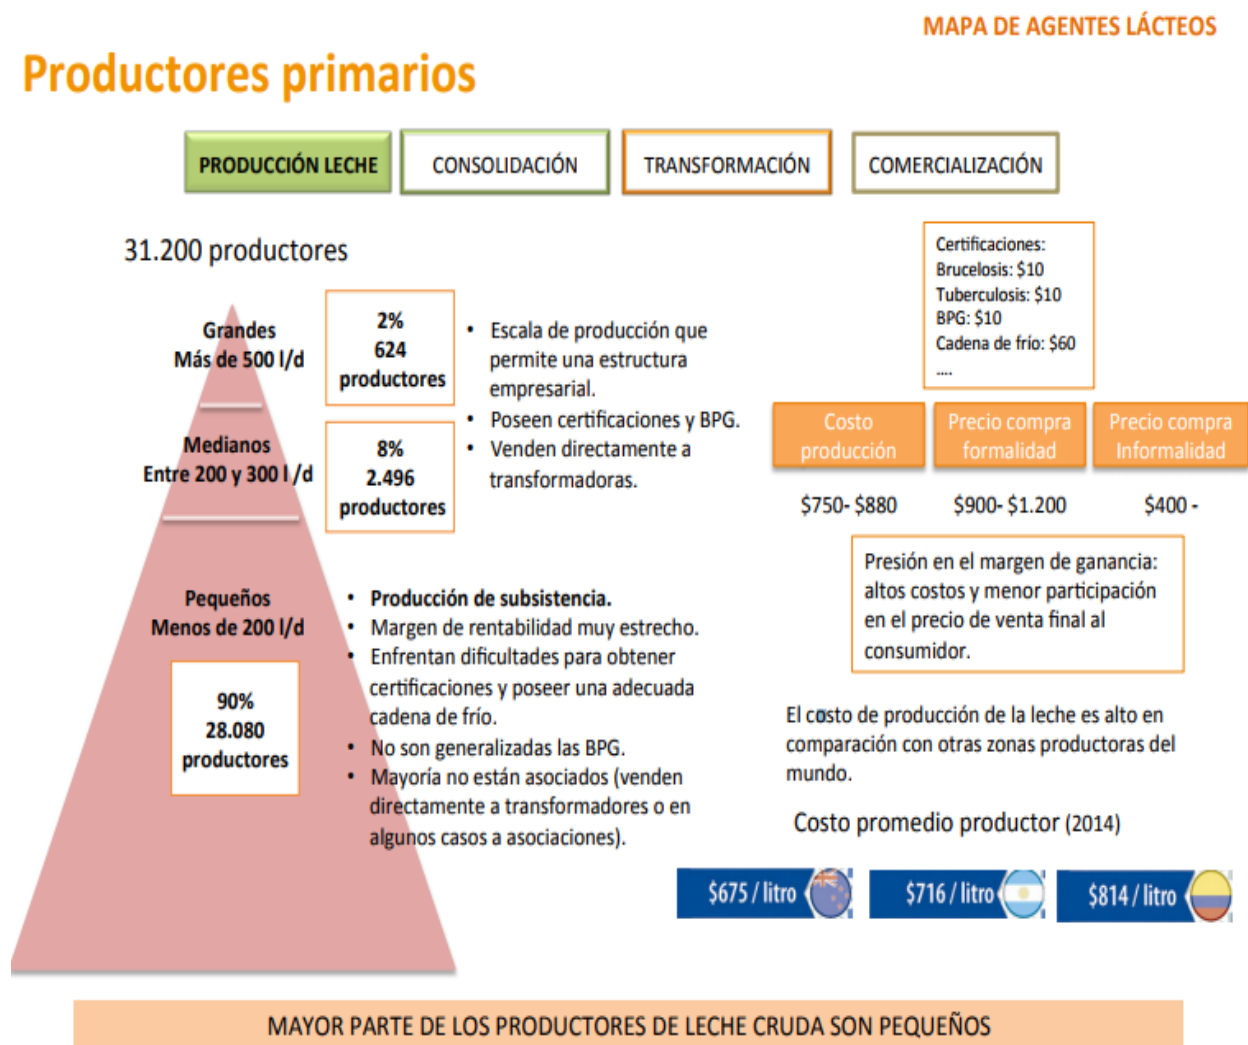 MAPA DE AGENTES LÁCTEOS
Productores primarios
PRODUCCIÓN LECHE
CONSOLIDACIÓN
TRANSFORMACIÓN
COMERCIALIZACIÓN
31.200 productores
Grandes
Más de 500 l/d
2%
624
productores
• Escala de producción que
permite una estructura
empresarial.
• Poseen certificaciones y BPG.
• Venden directamente a
transformadoras.
Medianos
Entre 200 y 300 l /d
8%
2.496
productores
Pequeños
Menos de 200 l/d
90%
28.080
productores
• Producción de subsistencia.
• Margen de rentabilidad muy estrecho.
• Enfrentan dificultades para obtener
certificaciones y poseer una adecuada
cadena de frío.
• No son generalizadas las BPG.
• Mayoría no están asociados (venden
directamente a transformadores o en
algunos casos a asociaciones).
Certificaciones:
Brucelosis: $10
Tuberculosis: $10
BPG: $10
Cadena de frío: $60
....
Costo
producción
Precio compra
formalidad
Precio compra
Informalidad
$750- $880
$900- $1.200
$400 -
Presión en el margen de ganancia:
altos costos y menor participación
en el precio de venta final al
consumidor.
El costo de producción de la leche es alto en
comparación con otras zonas productoras del
mundo.
Costo promedio productor (2014)
$675 / litro
$716 / litro
$814 / litro
MAYOR PARTE DE LOS PRODUCTORES DE LECHE CRUDA SON PEQUEÑOS